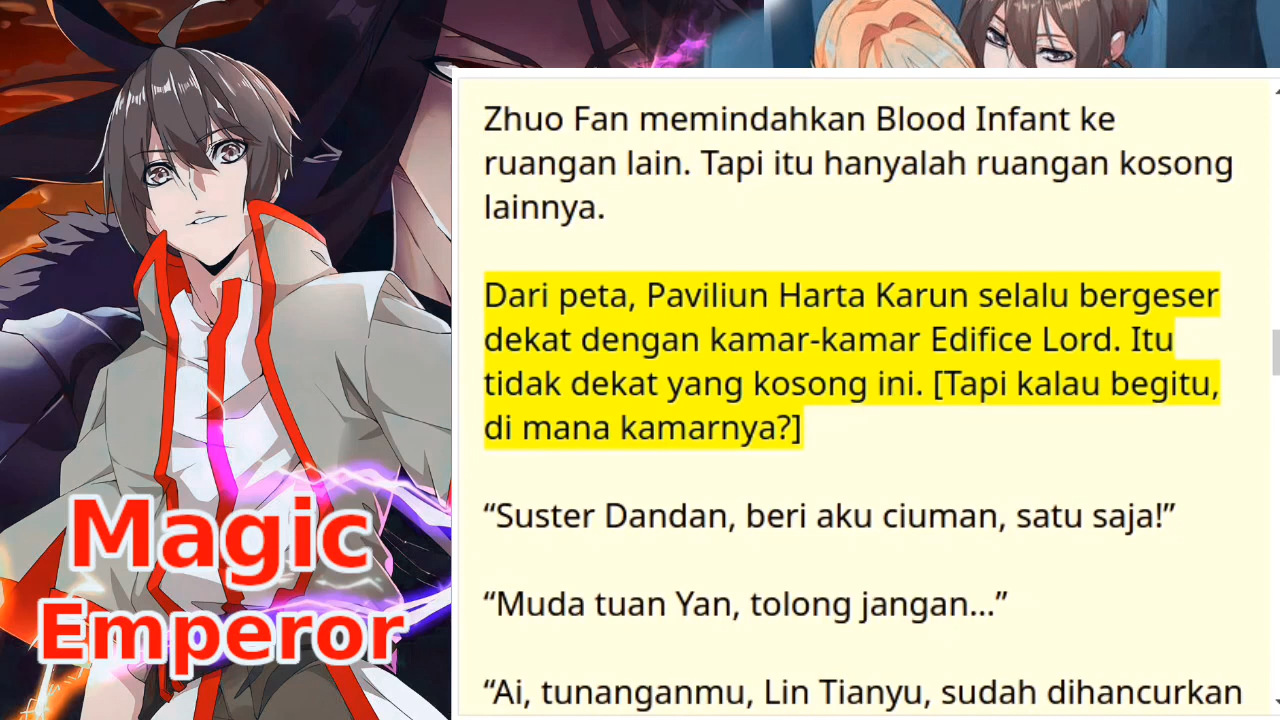 Magic
Emperor
Zhuo Fan memindahkan Blood Infant ke
ruangan lain. Tapi itu hanyalah ruangan kosong
lainnya.
Dari peta, Paviliun Harta Karun selalu bergeser
dekat dengan kamar-kamar Edifice Lord. Itu
tidak dekat yang kosong ini. [Tapi kalau begitu,
di mana kamarnya?]
“Suster Dandan, beri aku ciuman, satu saja!”
“Muda tuan Yan, tolong jangan...”
“Ai, tunanganmu, Lin Tianyu, sudah dihancurkan